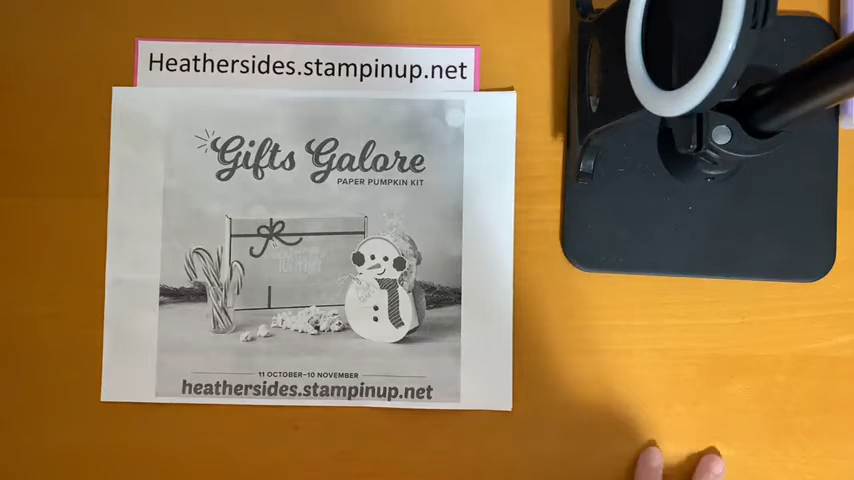 Heathersides.stampinup.net
Gifts Galore
PAPER PUMPKIN KIT
11 OCTOBER–10 NOVEMBER
heathersides.stampinup.net